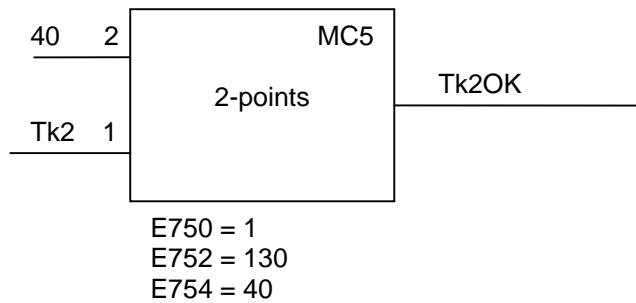 40 2 MC5
2-points
Tk2OK
Tk2 1
E750 = 1
E752 = 130
E754 = 40